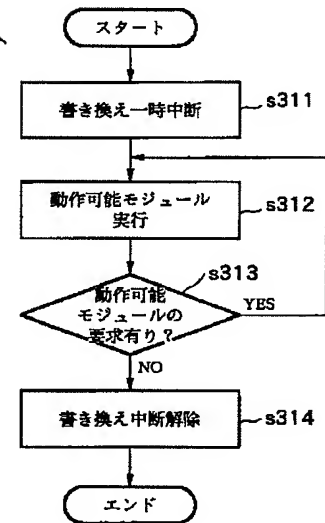 スタート
書き換え一時中断
s311
動作可能モジュール
実行
s312
s313
動作可能
モジュールの
要求有り？
YES
NO
書き換え中断解除
s314
エンド